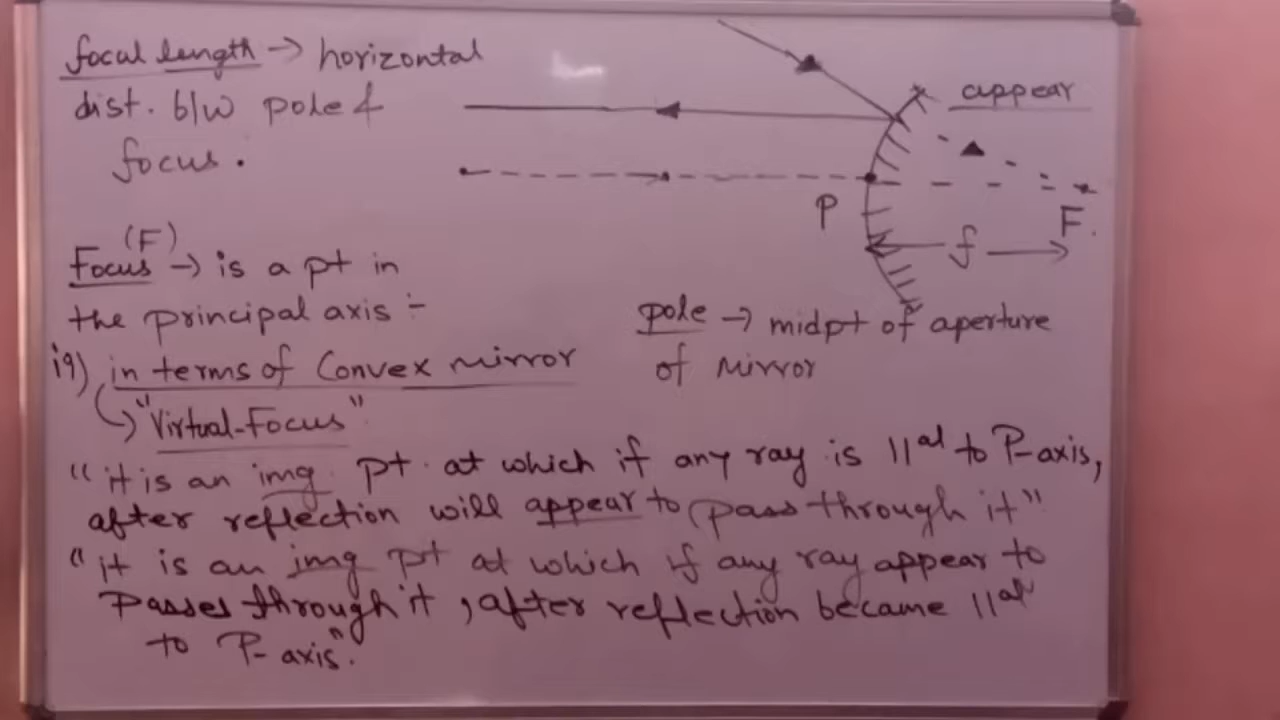 focal length → horizontal
dist. b/w pole &
focus.
appear
P
F.
f
(F)
Focus → is a pt in
the principal axis :-
pole → midpt of aperture
of mirror
in terms of Convex mirror
↳ "Virtual-Focus"
"it is an img. pt. at which if any ray is ||al to P-axis,
after reflection will appear to pass through it"
"it is an img pt at which if any ray appear to
passes through it, after reflection became ||al
to P-axis".